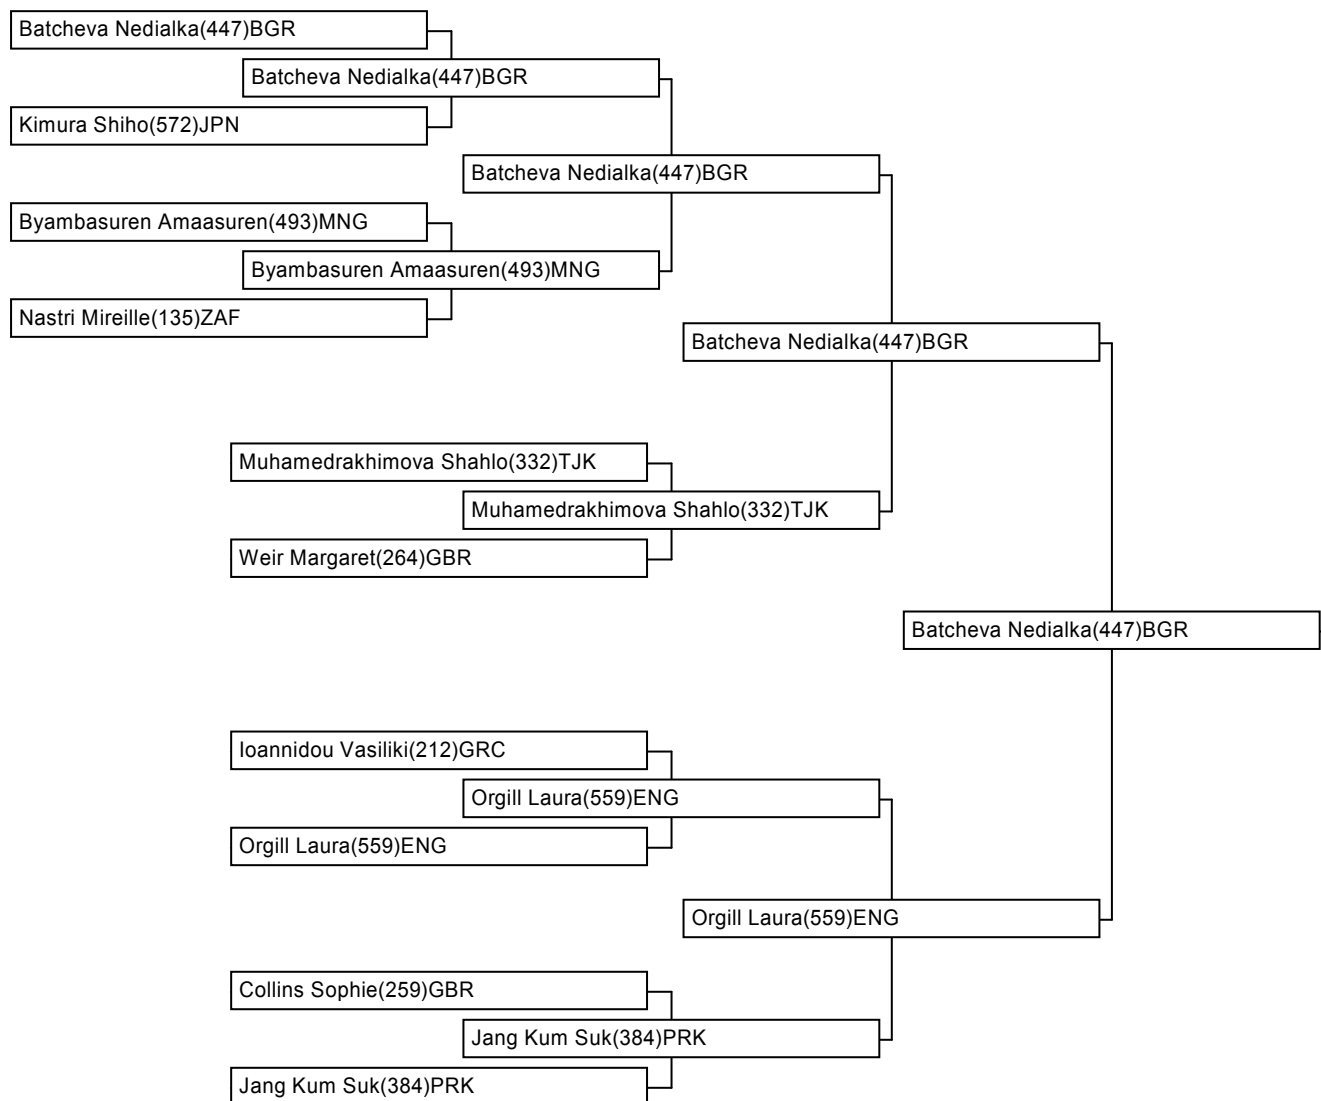 Batcheva Nedialka(447)BGR
Batcheva Nedialka(447)BGR
Kimura Shiho(572)JPN
Batcheva Nedialka(447)BGR
Byambasuren Amaasuren(493)MNG
Byambasuren Amaasuren(493)MNG
Nastri Mireille(135)ZAF
Batcheva Nedialka(447)BGR
Muhamedrakhimova Shahlo(332)TJK
Muhamedrakhimova Shahlo(332)TJK
Weir Margaret(264)GBR
Batcheva Nedialka(447)BGR
Ioannidou Vasiliki(212)GRC
Orgill Laura(559)ENG
Orgill Laura(559)ENG
Orgill Laura(559)ENG
Collins Sophie(259)GBR
Jang Kum Suk(384)PRK
Jang Kum Suk(384)PRK